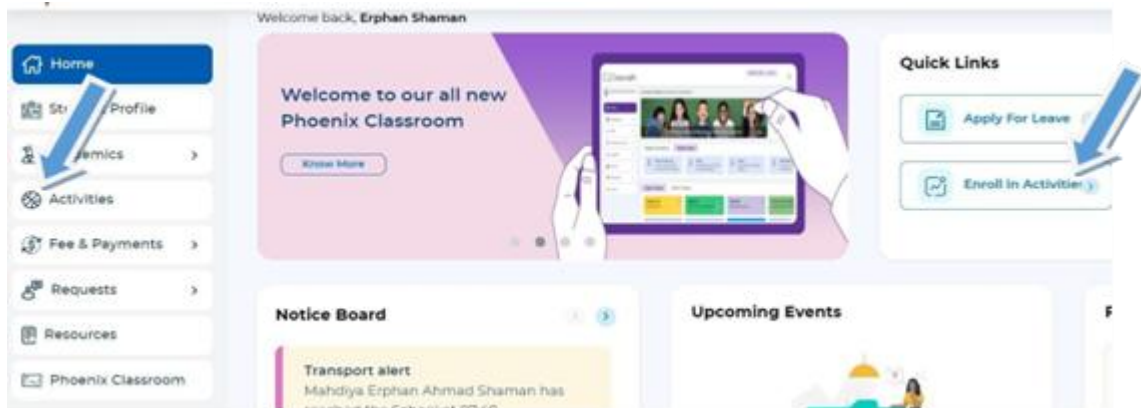 Welcome back, Erphan Shaman
Home
Profile
Activities
Fee & Payments
Requests
Resources
Phoenix Classroom
Welcome to our all new
Phoenix Classroom
Know More
Quick Links
Apply For Leave
Enroll in Activities
Notice Board
Transport alert
Mahdiya Erphan Ahmad Shaman has
Upcoming Events